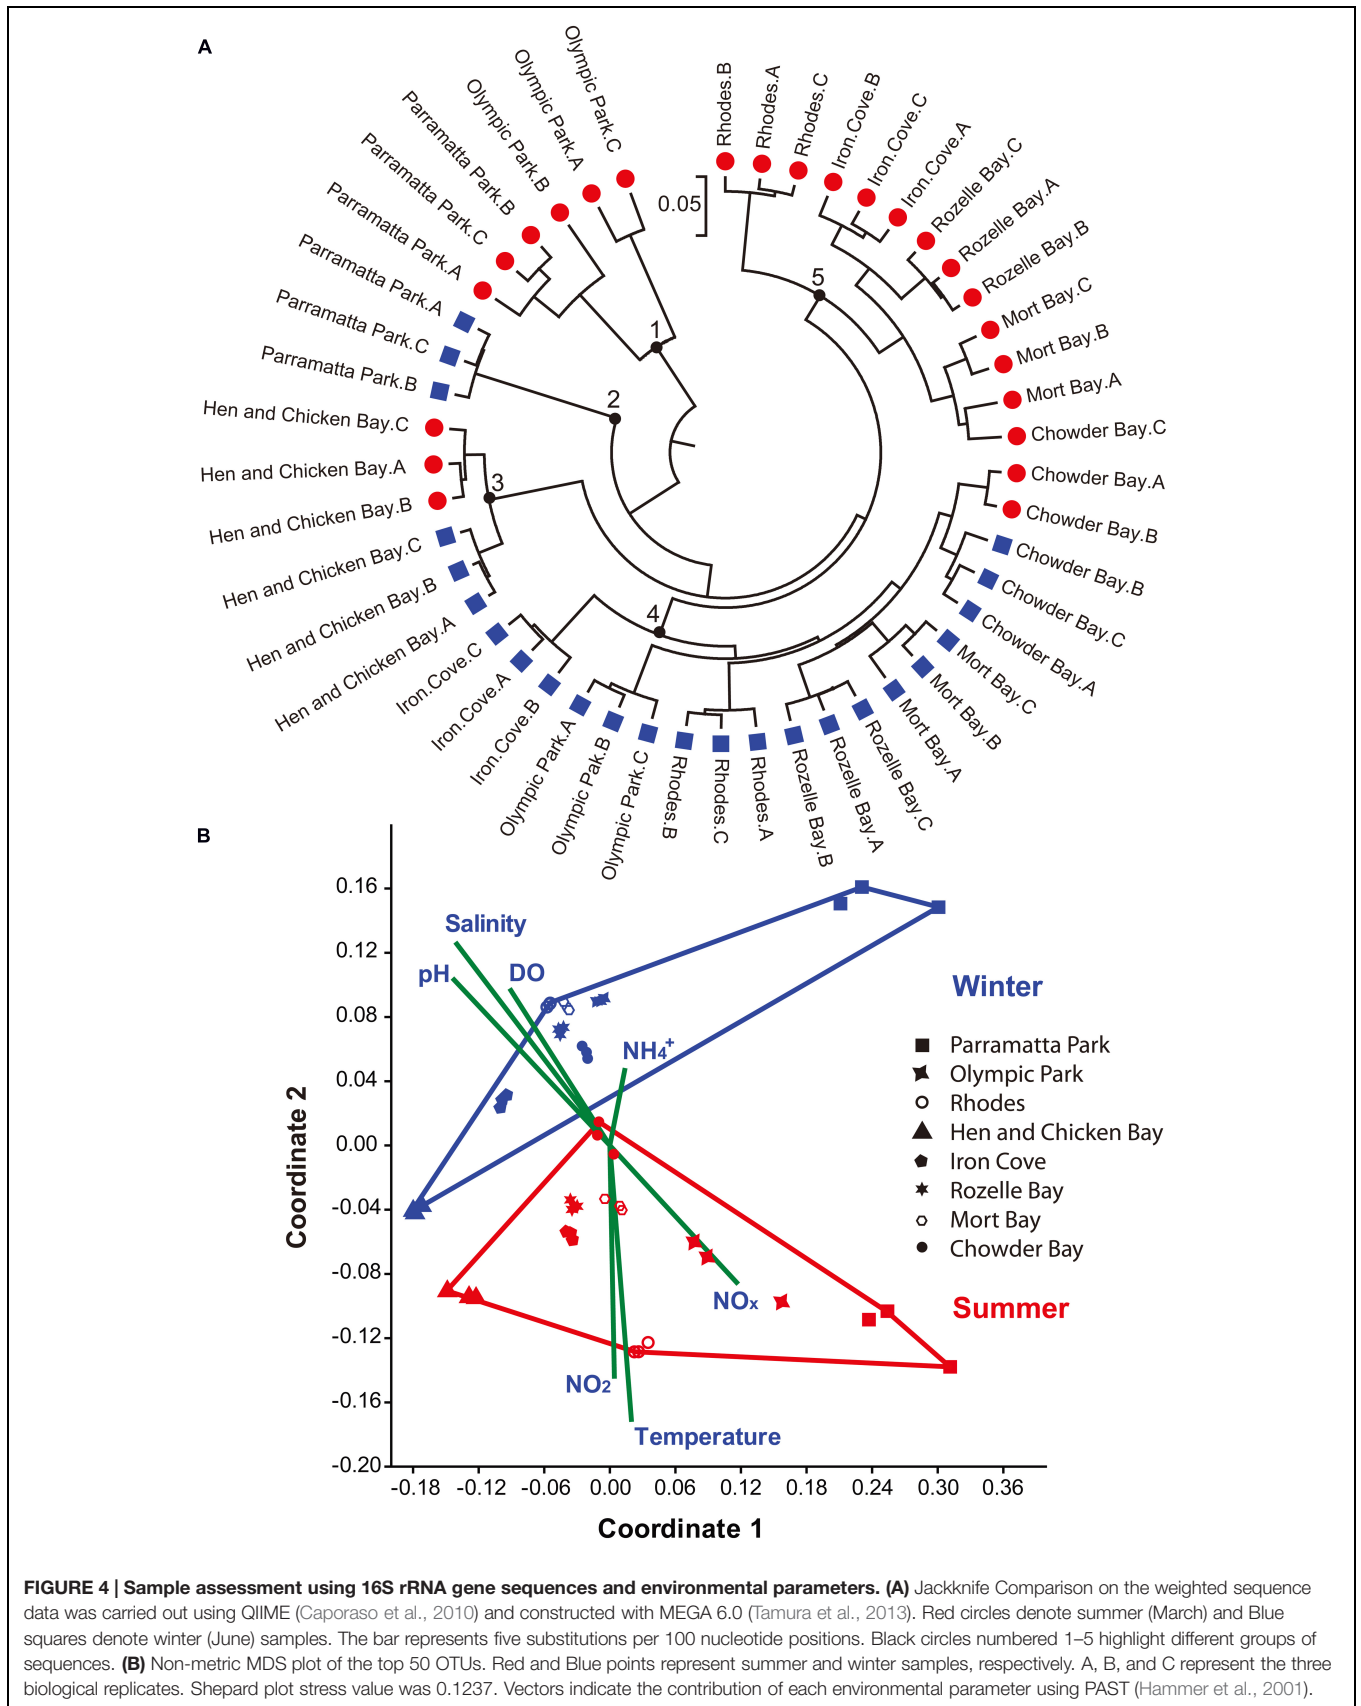 A
Olympic Park.C
Olympic Park.A
Olympic Park.B
Parramatta Park.B
Parramatta Park.C
Parramatta Park.A
Parramatta Park.A
Parramatta Park.C
Parramatta Park.B
Hen and Chicken Bay.C
Hen and Chicken Bay.A
Hen and Chicken Bay.B
Hen and Chicken Bay.C
Hen and Chicken Bay.B
Hen and Chicken Bay.A
Iron.Cove.C
Iron.Cove.A
Iron.Cove.B
Olympic Park.A
Olympic Pak.B
Olympic Park.C
Rhodes.B
Rhodes.C
Rhodes.A
Rozelle Bay.B
Rozelle Bay.A
Rozelle Bay.C
Mort Bay.A
Mort Bay.B
Mort Bay.C
Chowder Bay.A
Chowder Bay.C
Chowder Bay.B
Chowder Bay.B
Chowder Bay.A
Chowder Bay.C
Mort Bay.A
Mort Bay.B
Mort Bay.C
Rozelle Bay.B
Rozelle Bay.A
Rozelle Bay.C
Iron.Cove.A
Iron.Cove.C
Iron.Cove.B
Rhodes.C
Rhodes.A
Rhodes.B
0.05
1
2
3
4
5
B
0.16
0.12
0.08
0.04
0.00
-0.04
-0.08
-0.12
-0.16
-0.20
Coordinate 2
Salinity
pH
DO
NH4+
NOx
NO2
Temperature
Winter
Parramatta Park
Olympic Park
Rhodes
Hen and Chicken Bay
Iron Cove
Rozelle Bay
Mort Bay
Chowder Bay
Summer
-0.18 -0.12 -0.06 0.00 0.06 0.12 0.18 0.24 0.30 0.36
Coordinate 1
FIGURE 4 | Sample assessment using 16S rRNA gene sequences and environmental parameters. (A) Jackknife Comparison on the weighted sequence
data was carried out using QIIME (Caporaso et al., 2010) and constructed with MEGA 6.0 (Tamura et al., 2013). Red circles denote summer (March) and Blue
squares denote winter (June) samples. The bar represents five substitutions per 100 nucleotide positions. Black circles numbered 1–5 highlight different groups of
sequences. (B) Non-metric MDS plot of the top 50 OTUs. Red and Blue points represent summer and winter samples, respectively. A, B, and C represent the three
biological replicates. Shepard plot stress value was 0.1237. Vectors indicate the contribution of each environmental parameter using PAST (Hammer et al., 2001).